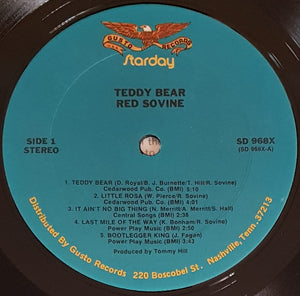 GUSTO RECORDS
Starday
TEDDY BEAR
RED SOVINE
SIDE 1
STEREO
SD 968X
(SD 968X-A)
1. TEDDY BEAR (D. Royal/B. J. Burnette/T. Hill/R. Sovine)
Cedarwood Pub. Co. (BMI) 5:10
2. LITTLE ROSA (W. Pierce/R. Sovine)
Cedarwood Pub. Co. (BMI) 4:01
3. IT AIN'T NO BIG THING (N. Merritt/A. Merritt/S. Hall)
Central Songs (BMI) 2:38
4. LAST MILE OF THE WAY (K. Bonham/R. Sovine)
Power Play Music (BMI) 2:36
5. BOOTLEGGER KING (J. Fagan)
Power Play Music (BMI) 3:43
Produced by Tommy Hill
Distributed By Gusto Records 220 Boscobel St. Nashville, Tenn. 37213